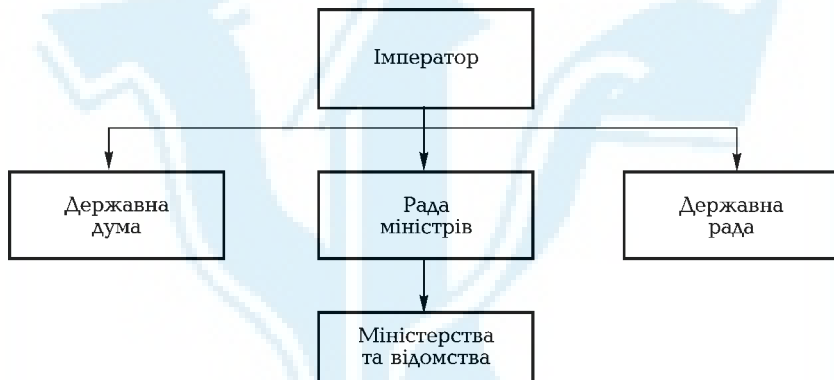 Імператор
Державна
дума
Рада
міністрів
Державна
рада
Міністерства
та відомства